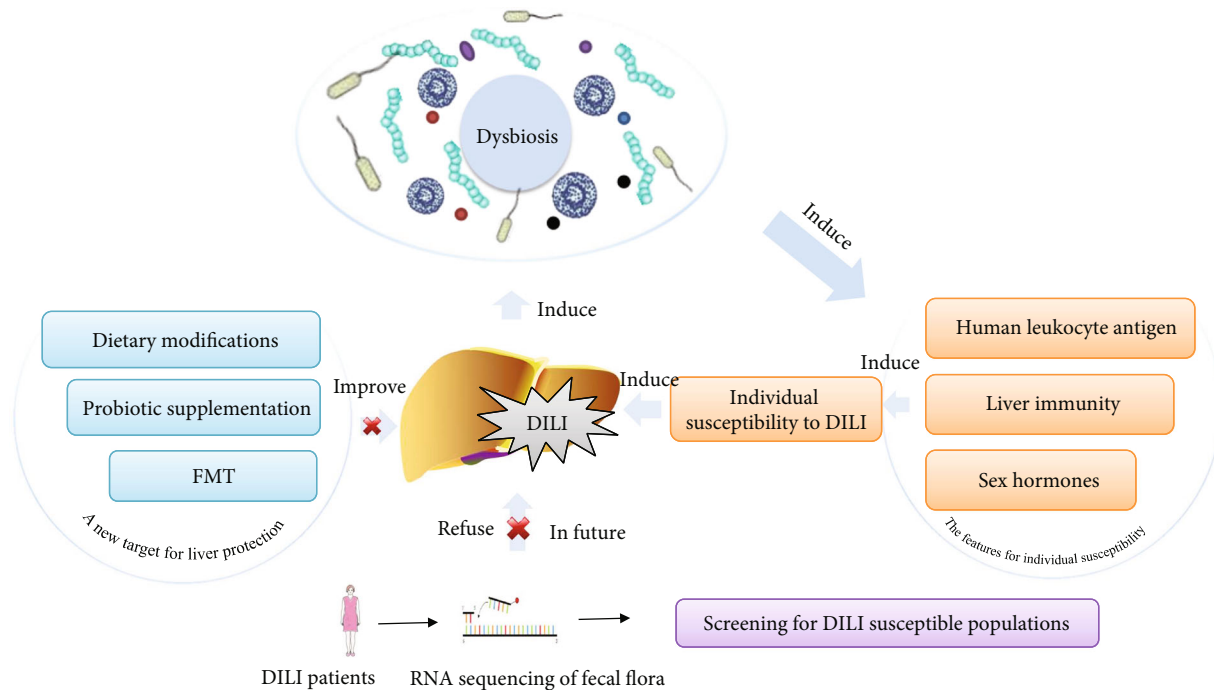 Dysbiosis
Induce
Induce
Dietary modifications
Probiotic supplementation
FMT
A new target for liver protection
Improve
DILI
Induce
Individual
susceptibility to DILI
Induce
Human leukocyte antigen
Liver immunity
Sex hormones
The features for individual susceptibility
Refuse
In future
DILI patients
RNA sequencing of fecal flora
Screening for DILI susceptible populations